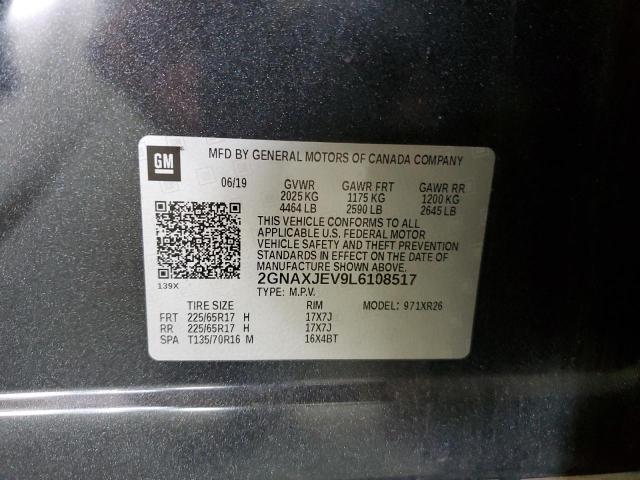 GM
MFD BY GENERAL MOTORS OF CANADA COMPANY
06/19 GVWR GAWR FRT GAWR RR
2025 KG 1175 KG 1200 KG
4464 LB 2590 LB 2645 LB
THIS VEHICLE CONFORMS TO ALL
APPLICABLE U.S. FEDERAL MOTOR
VEHICLE SAFETY AND THEFT PREVENTION
STANDARDS IN EFFECT ON THE DATE OF
MANUFACTURE SHOWN ABOVE.
2GNAXJEV9L6108517
139X TYPE: M.P.V.
TIRE SIZE RIM MODEL: 971XR26
FRT 225/65R17 H 17X7J
RR 225/65R17 H 17X7J
SPA T135/70R16 M 16X4BT